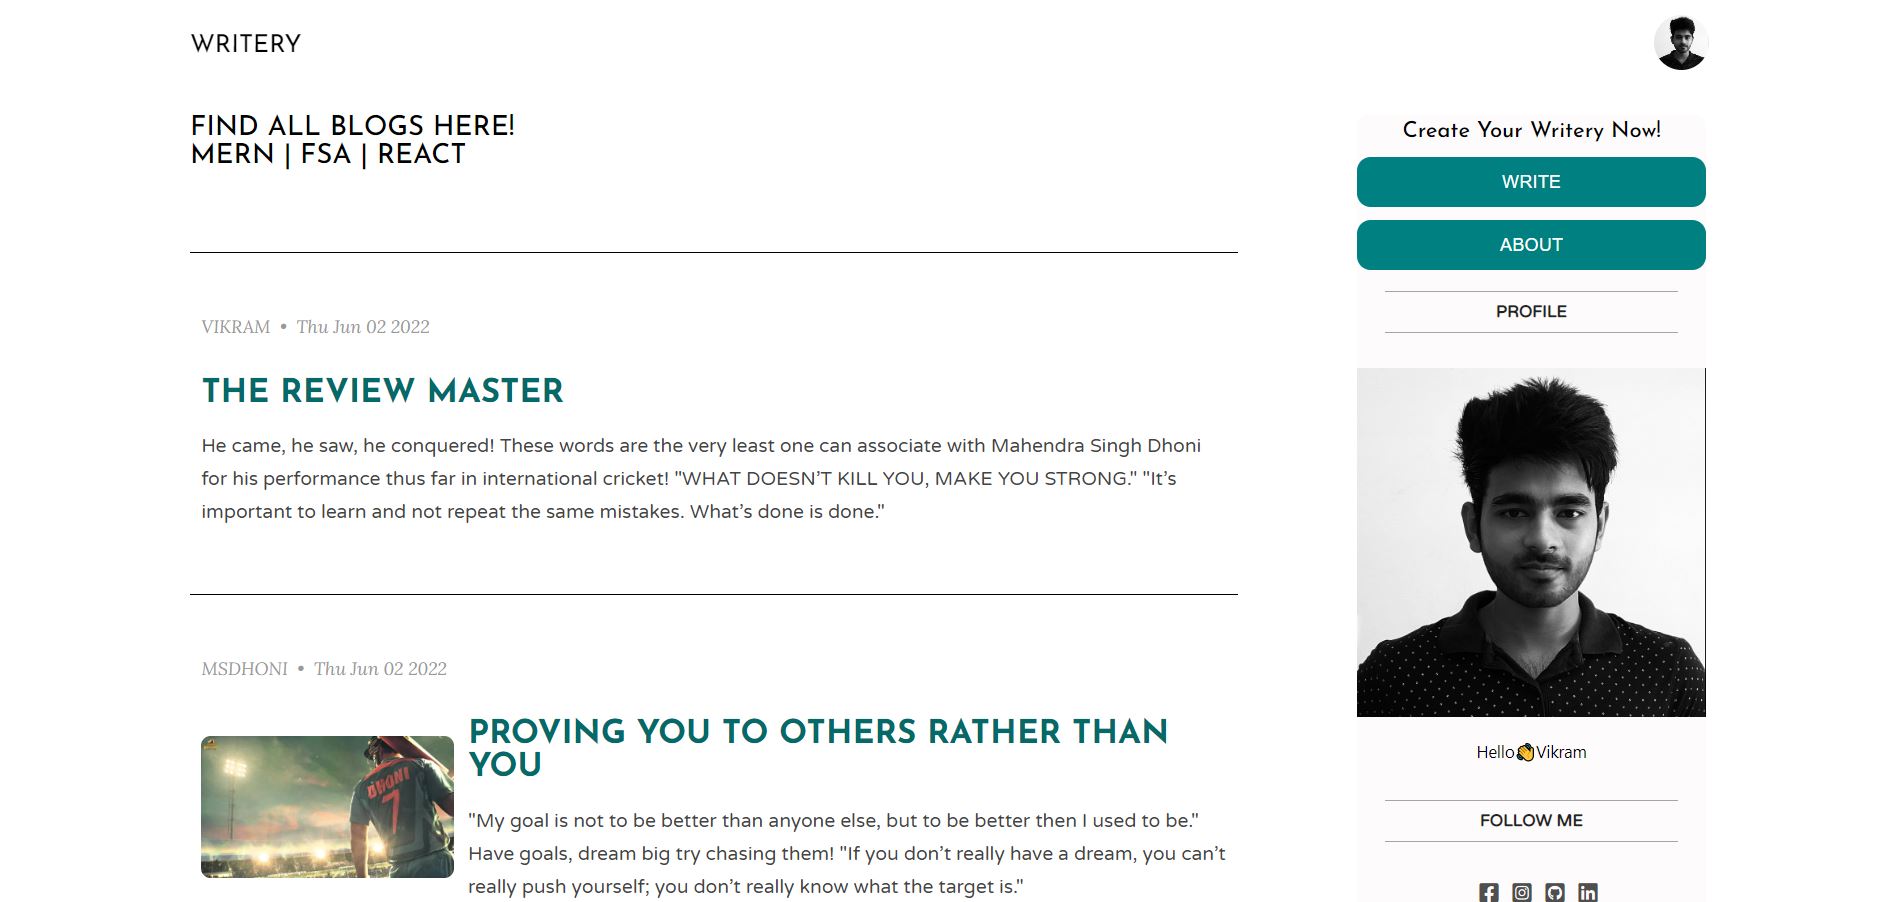 WRITERY
FIND ALL BLOGS HERE!
MERN | FSA | REACT
VIKRAM • Thu Jun 02 2022
THE REVIEW MASTER
He came, he saw, he conquered! These words are the very least one can associate with Mahendra Singh Dhoni
for his performance thus far in international cricket! "WHAT DOESN’T KILL YOU, MAKE YOU STRONG." "It’s
important to learn and not repeat the same mistakes. What’s done is done."
MSDHONI • Thu Jun 02 2022
DHONI
7
PROVING YOU TO OTHERS RATHER THAN
YOU
"My goal is not to be better than anyone else, but to be better then I used to be."
Have goals, dream big try chasing them! "If you don’t really have a dream, you can’t
really push yourself; you don’t really know what the target is."
Create Your Writery Now!
WRITE
ABOUT
PROFILE
Hello👏Vikram
FOLLOW ME